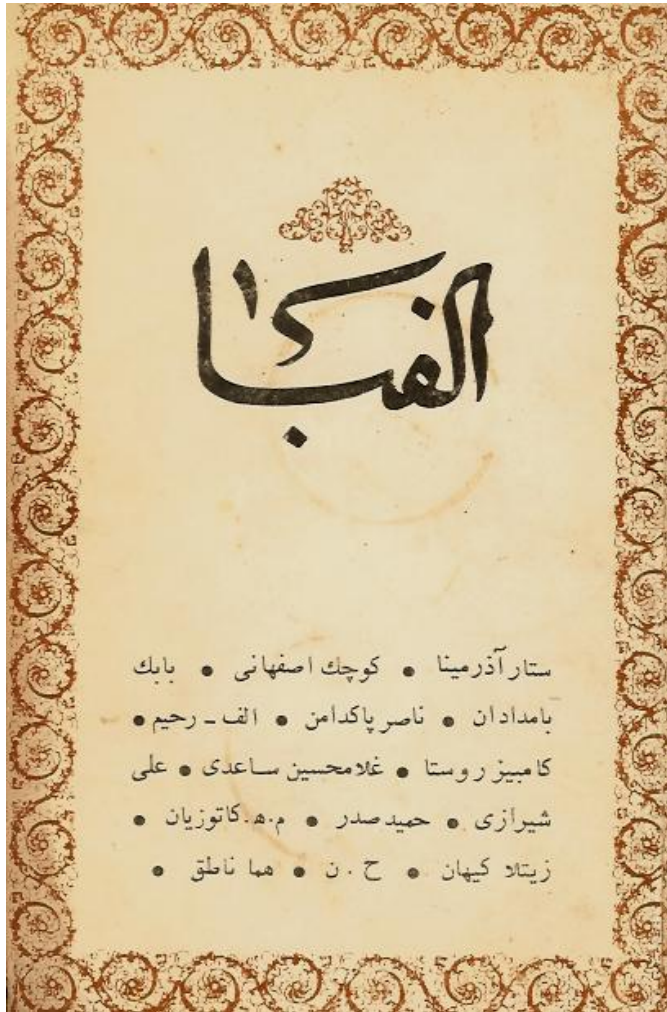 الفبا
ستار آذرمینا ● کوچك اصفهانی ● بابك
بامدادان ● ناصر پاکدامن ● الف ـ رحیم ●
کامبیز روستا ● غلامحسین ساعدی ● علی
شیرازی ● حمید صدر ● م.ه.کاتوزیان ●
زیتلا کیهان ● ح . ن ● هما ناطق ●